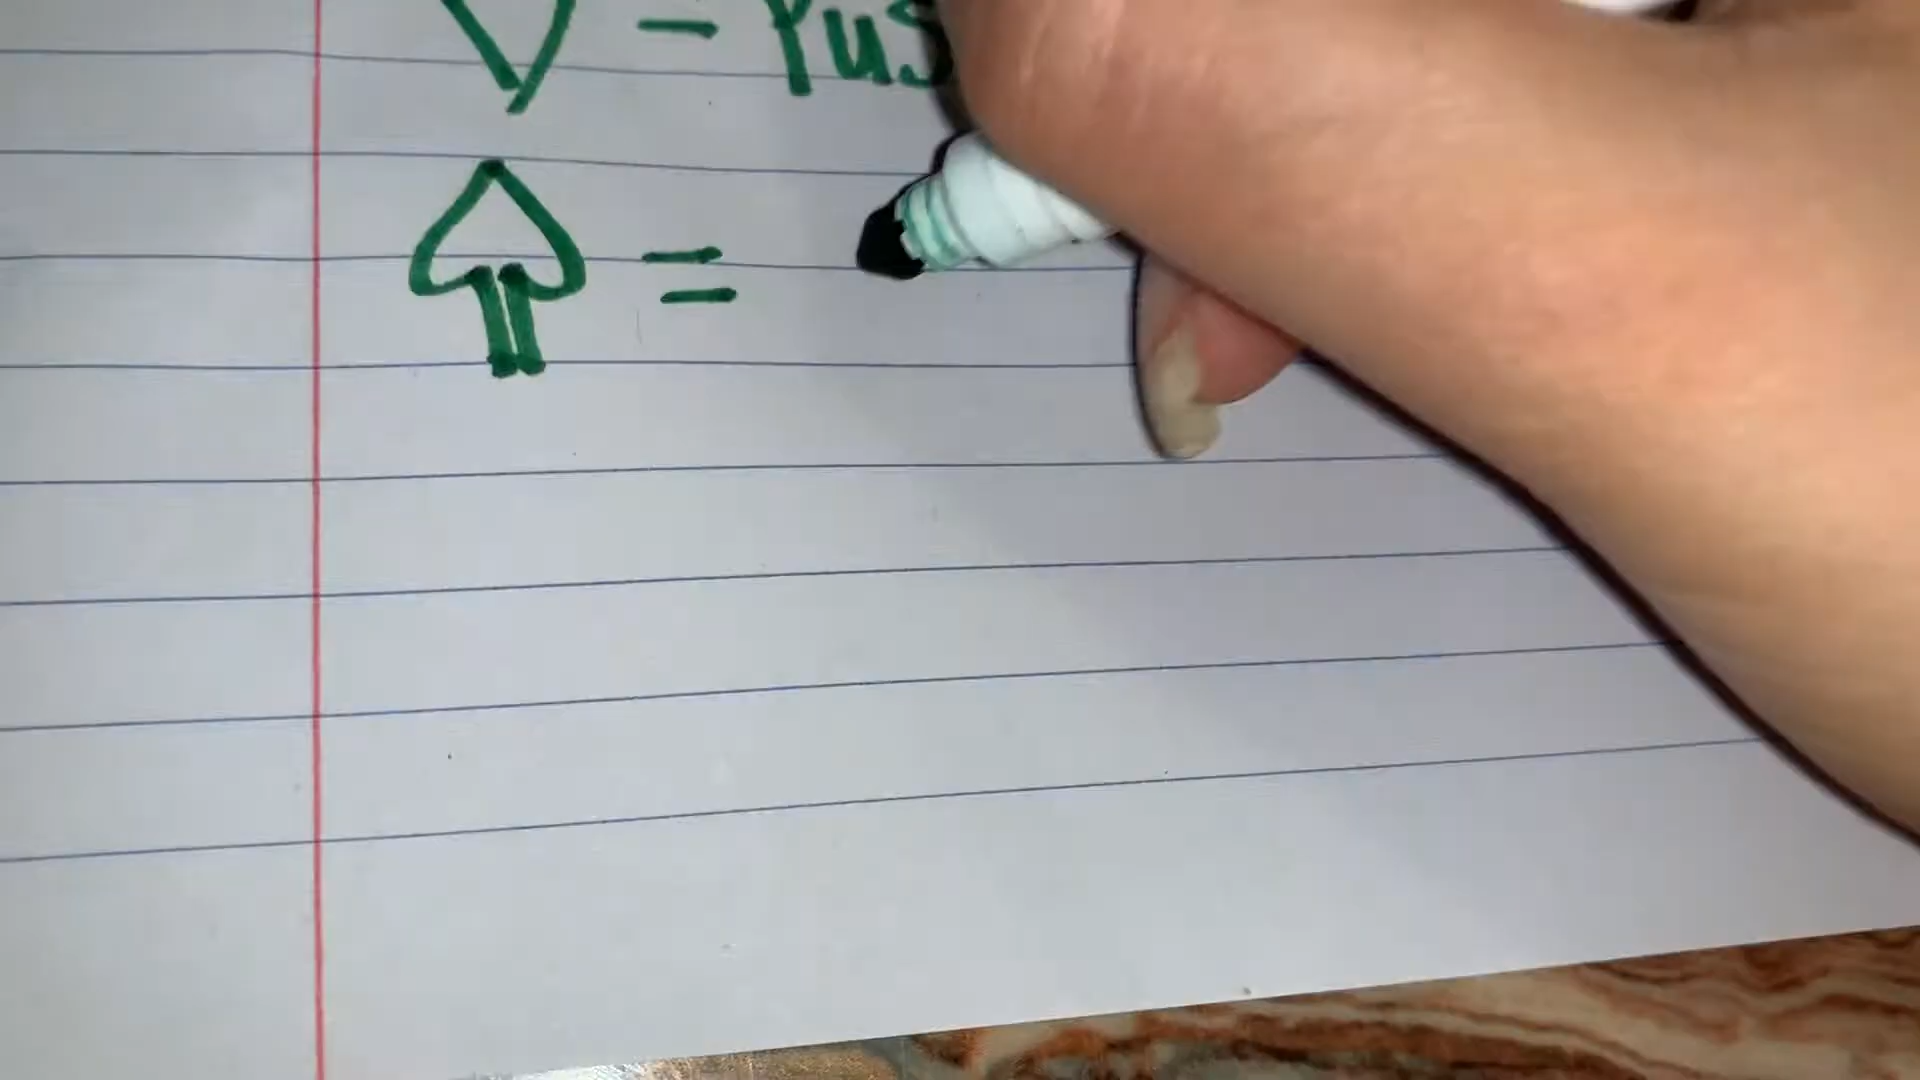 - Pus
♤ =